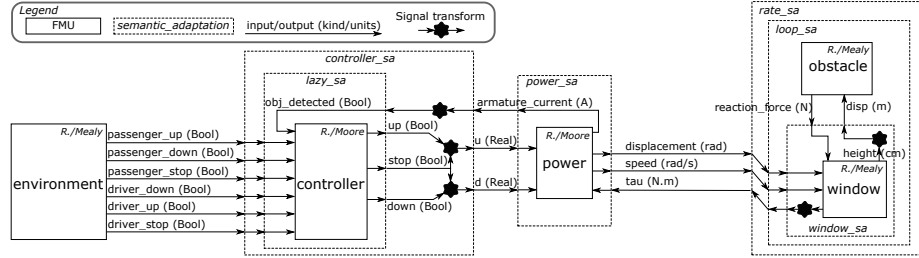 Legend
FMU
semantic_adaptation
input/output (kind/units)
Signal transform
rate_sa
loop_sa
controller_sa
lazy_sa
power_sa
R./Mealy
obstacle
obj_detected (Bool)
armature_current (A)
reaction_force (N)
disp (m)
R./Mealy
environment
passenger_up (Bool)
passenger_down (Bool)
passenger_stop (Bool)
driver_down (Bool)
driver_up (Bool)
driver_stop (Bool)
R./Moore
controller
up (Bool)
stop (Bool)
down (Bool)
u (Real)
d (Real)
R./Moore
power
displacement (rad)
speed (rad/s)
tau (N.m)
height (cm)
R./Mealy
window
window_sa